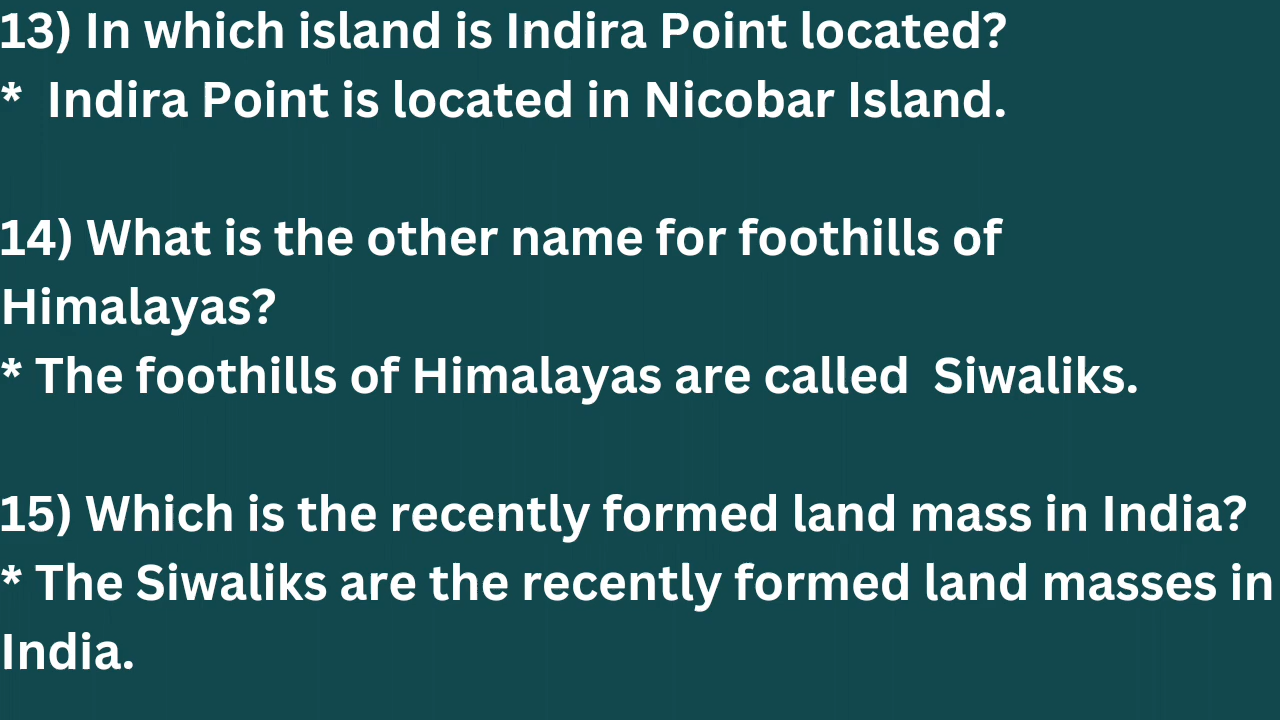 13) In which island is Indira Point located?
*  Indira Point is located in Nicobar Island.
14) What is the other name for foothills of
Himalayas?
* The foothills of Himalayas are called  Siwaliks.
15) Which is the recently formed land mass in India?
* The Siwaliks are the recently formed land masses in
India.